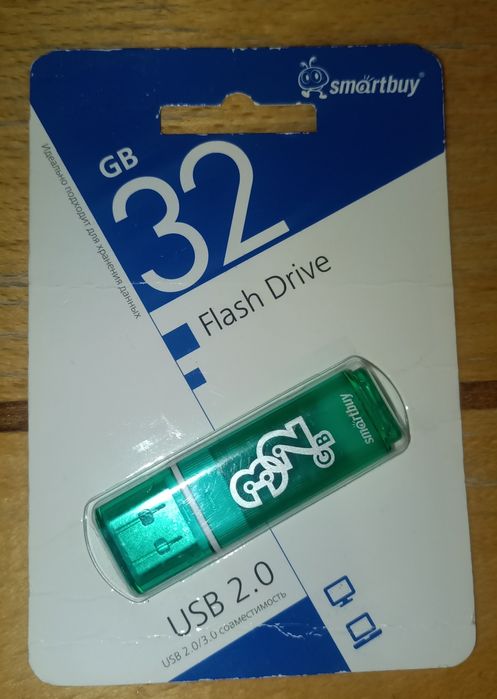 smartbuy
GB
32
Идеально подходит для хранения данных
Flash Drive
smartbuy
32
GB
USB 2.0
USB 2.0/3.0 совместимость